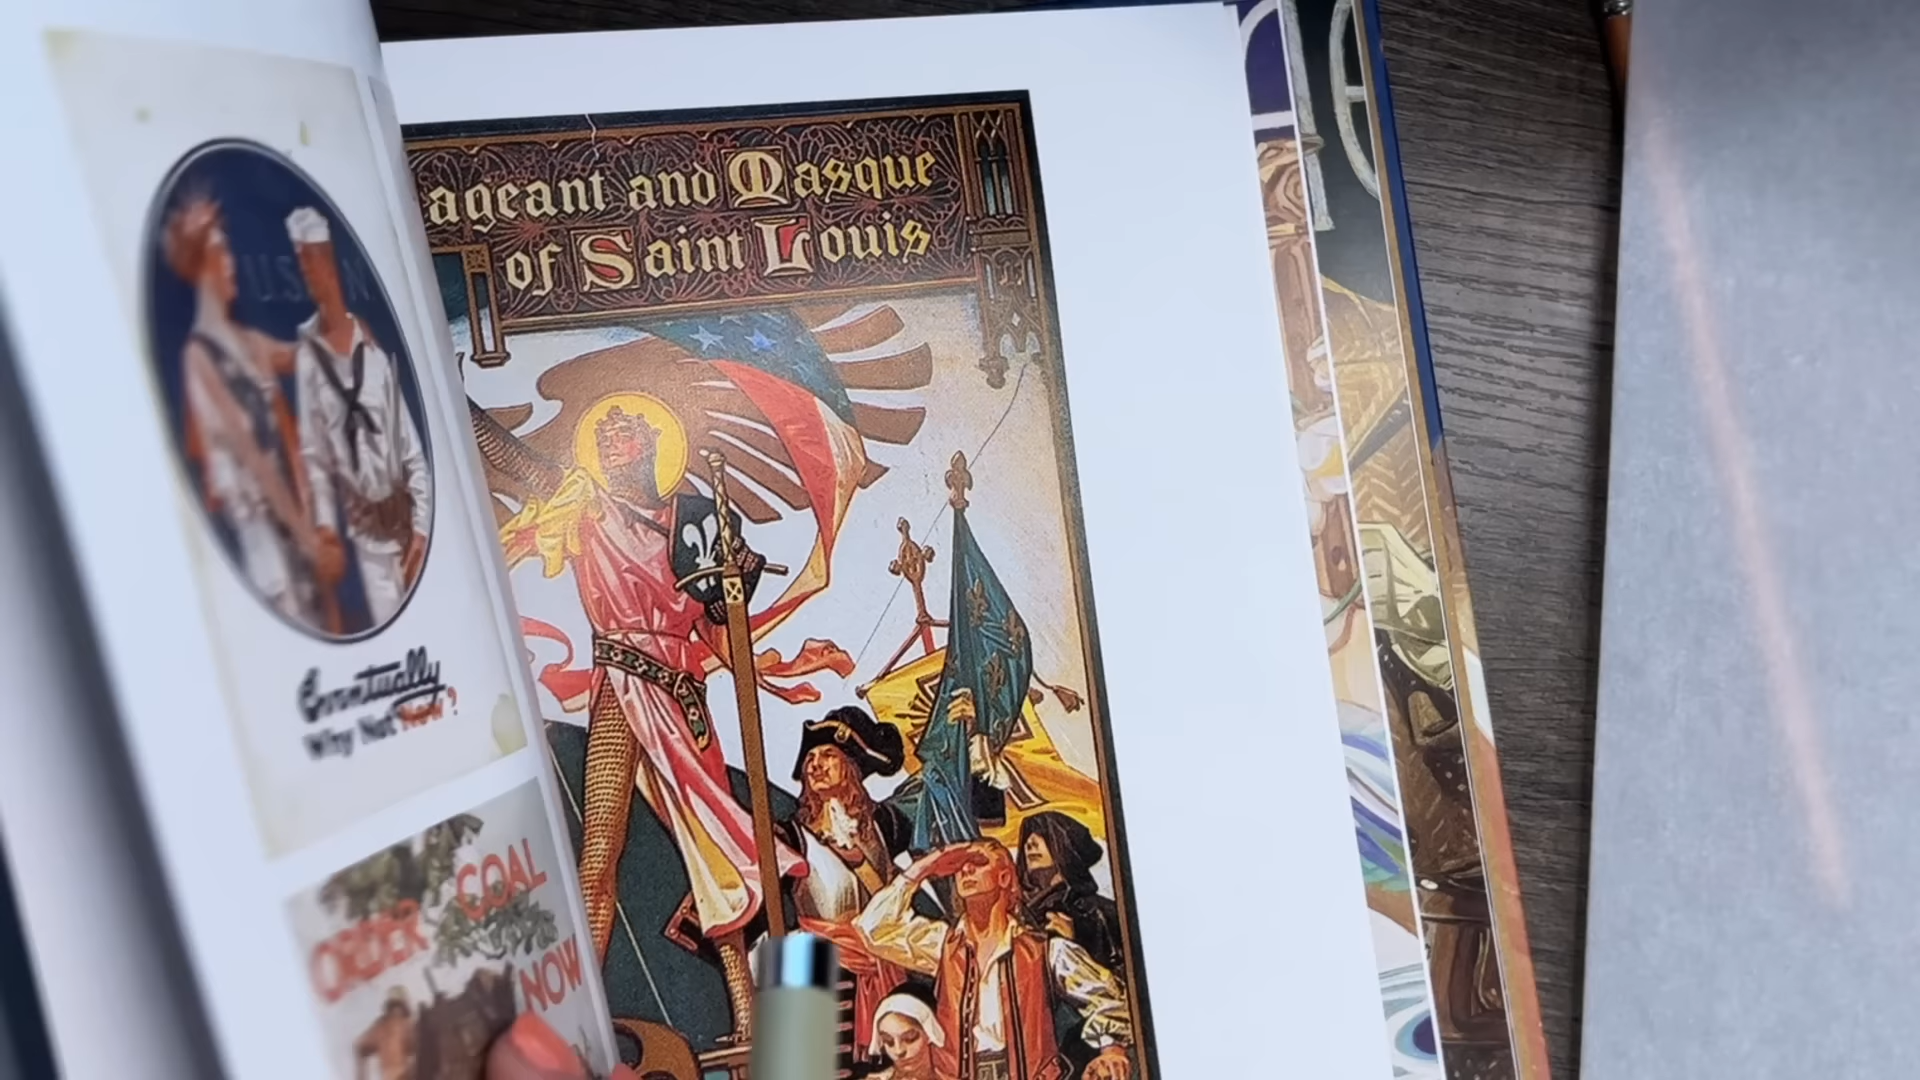 U.S. N.
Eventually
Why Not Now?
ORDER COAL
NOW
ageant and Masque
of Saint Louis